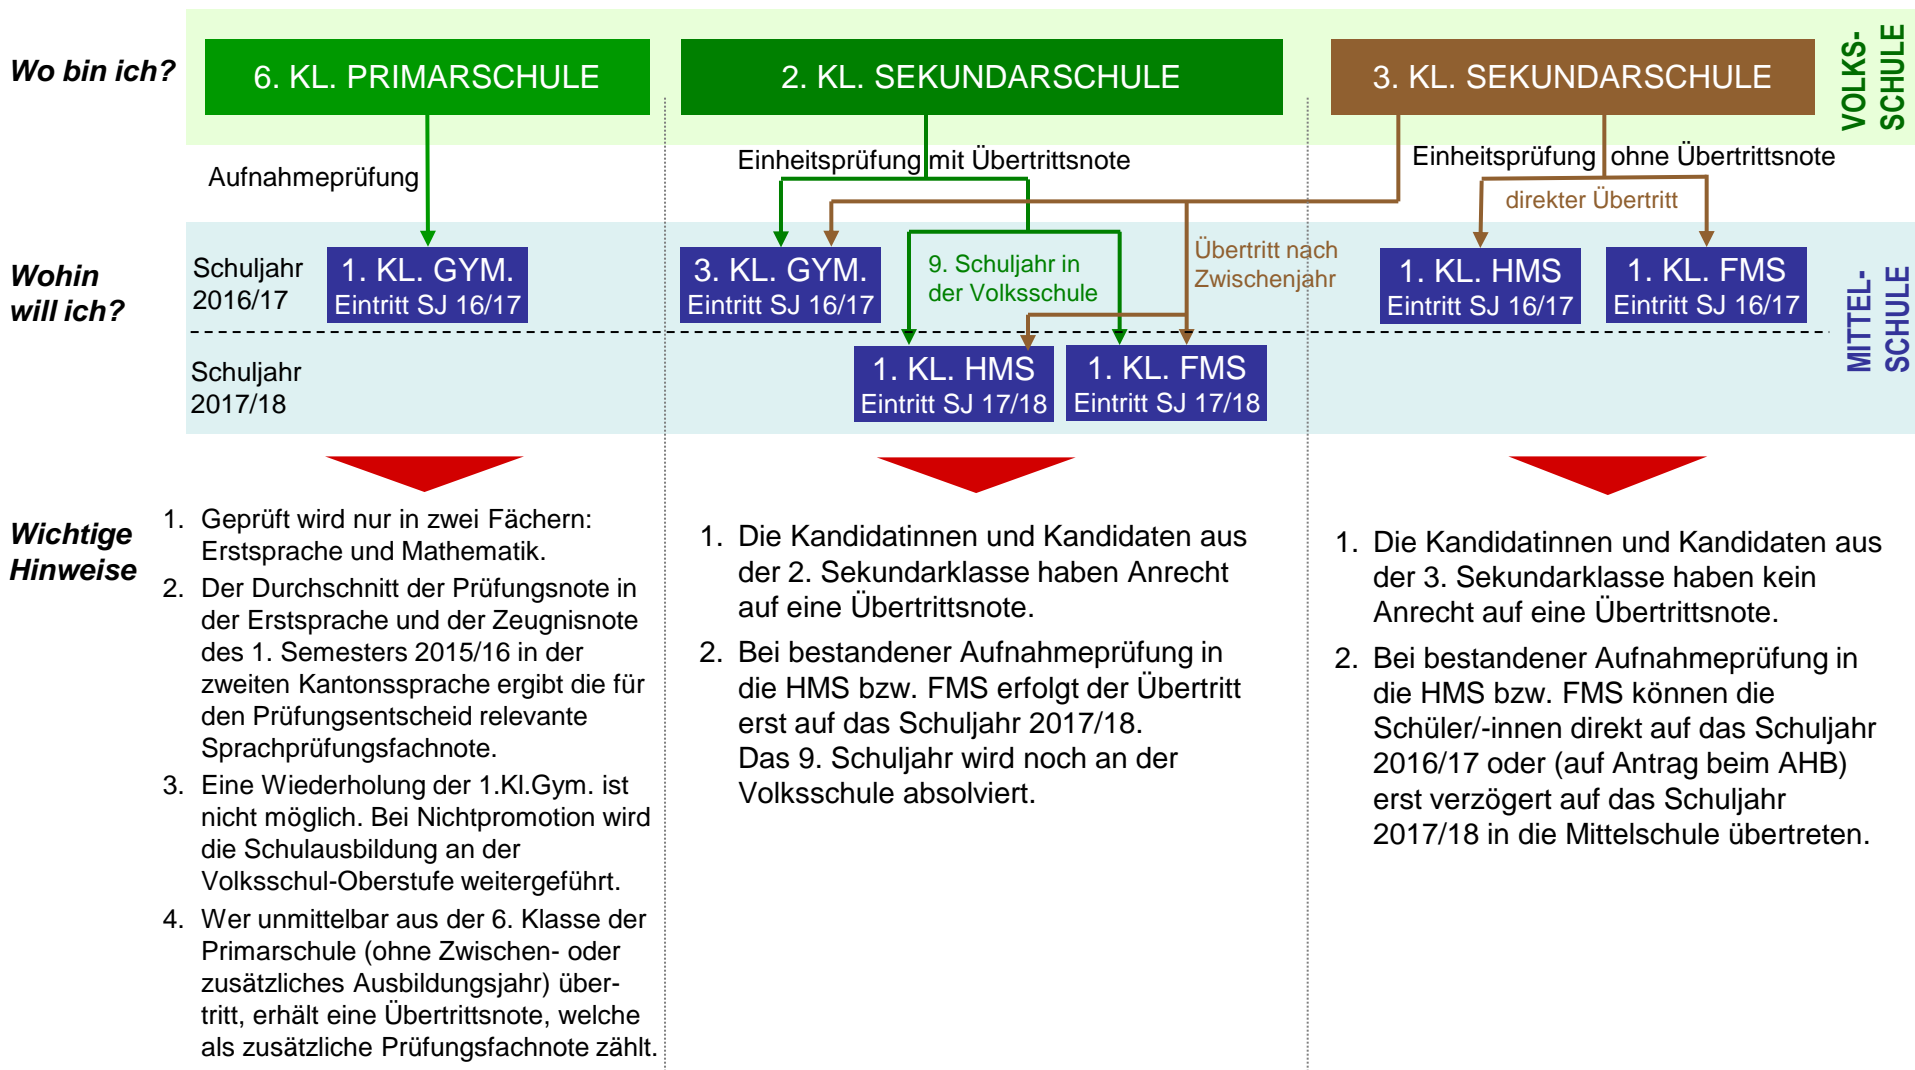 Wo bin ich?
6. KL. PRIMARSCHULE
2. KL. SEKUNDARSCHULE
3. KL. SEKUNDARSCHULE
VOLKS-
SCHULE
Aufnahmeprüfung
Einheitsprüfung mit Übertrittsnote
Einheitsprüfung ohne Übertrittsnote
direkter Übertritt
Wohin
will ich?
Schuljahr
2016/17
1. KL. GYM.
Eintritt SJ 16/17
3. KL. GYM.
Eintritt SJ 16/17
9. Schuljahr in
der Volksschule
Übertritt nach
Zwischenjahr
1. KL. HMS
Eintritt SJ 16/17
1. KL. FMS
Eintritt SJ 16/17
MITTEL-
SCHULE
Schuljahr
2017/18
1. KL. HMS
Eintritt SJ 17/18
1. KL. FMS
Eintritt SJ 17/18
Wichtige
Hinweise
1. Geprüft wird nur in zwei Fächern:
Erstsprache und Mathematik.
2. Der Durchschnitt der Prüfungsnote in
der Erstsprache und der Zeugnisnote
des 1. Semesters 2015/16 in der
zweiten Kantonssprache ergibt die für
den Prüfungsentscheid relevante
Sprachprüfungsfachnote.
3. Eine Wiederholung der 1.Kl.Gym. ist
nicht möglich. Bei Nichtpromotion wird
die Schulausbildung an der
Volksschul-Oberstufe weitergeführt.
4. Wer unmittelbar aus der 6. Klasse der
Primarschule (ohne Zwischen- oder
zusätzliches Ausbildungsjahr) über-
tritt, erhält eine Übertrittsnote, welche
als zusätzliche Prüfungsfachnote zählt.
1. Die Kandidatinnen und Kandidaten aus
der 2. Sekundarklasse haben Anrecht
auf eine Übertrittsnote.
2. Bei bestandener Aufnahmeprüfung in
die HMS bzw. FMS erfolgt der Übertritt
erst auf das Schuljahr 2017/18.
Das 9. Schuljahr wird noch an der
Volksschule absolviert.
1. Die Kandidatinnen und Kandidaten aus
der 3. Sekundarklasse haben kein
Anrecht auf eine Übertrittsnote.
2. Bei bestandener Aufnahmeprüfung in
die HMS bzw. FMS können die
Schüler/-innen direkt auf das Schuljahr
2016/17 oder (auf Antrag beim AHB)
erst verzögert auf das Schuljahr
2017/18 in die Mittelschule übertreten.